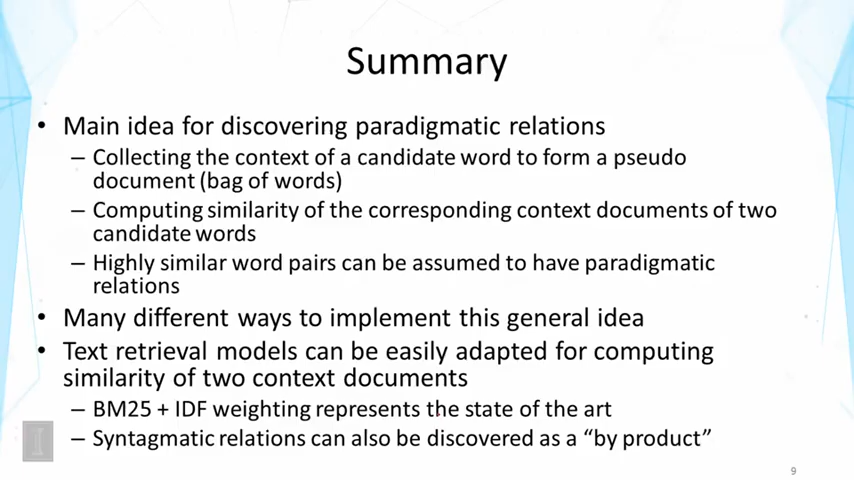 Summary
• Main idea for discovering paradigmatic relations
– Collecting the context of a candidate word to form a pseudo
document (bag of words)
– Computing similarity of the corresponding context documents of two
candidate words
– Highly similar word pairs can be assumed to have paradigmatic
relations
• Many different ways to implement this general idea
• Text retrieval models can be easily adapted for computing
similarity of two context documents
– BM25 + IDF weighting represents the state of the art
– Syntagmatic relations can also be discovered as a “by product”
I
9